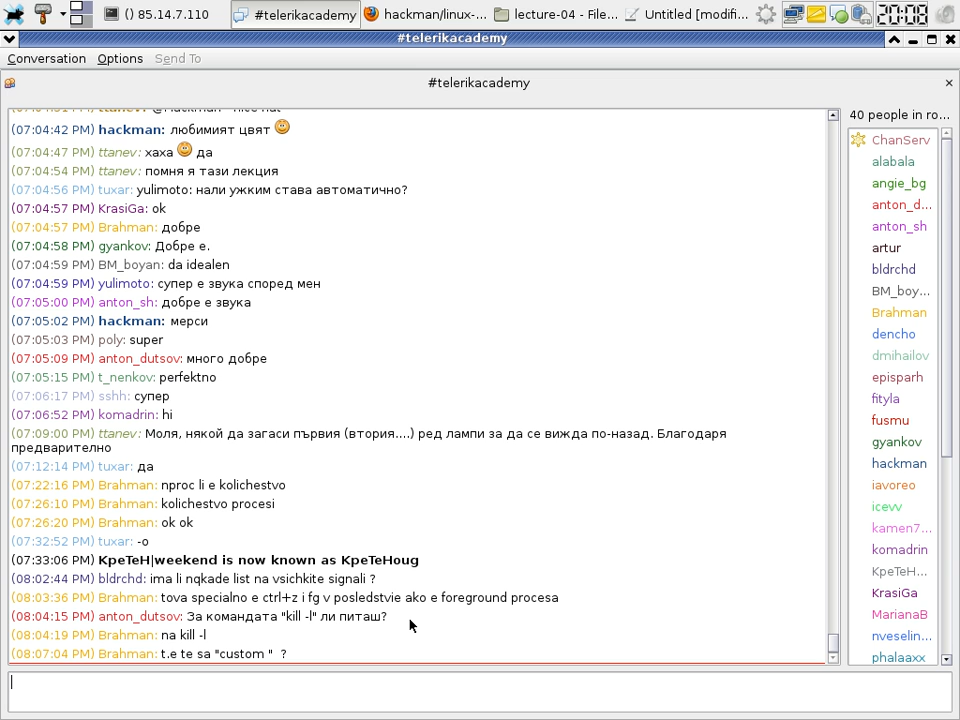 () 85.14.7.110
#telerikacademy
hackman/linux-...
lecture-04 - File...
Untitled [modifi...
20:08
#telerikacademy
Conversation Options Send To
#telerikacademy
40 people in ro...
(07:04:42 PM) hackman: любимият цвят
(07:04:47 PM) ttanev: хаха да
(07:04:54 PM) ttanev: помня я тази лекция
(07:04:56 PM) tuxar: yulimoto: нали ужким става автоматично?
(07:04:57 PM) KrasiGa: ok
(07:04:57 PM) Brahman: добре
(07:04:58 PM) gyankov: Добре е.
(07:04:59 PM) BM_boyan: da idealen
(07:04:59 PM) yulimoto: супер е звука според мен
(07:05:00 PM) anton_sh: добре е звука
(07:05:02 PM) hackman: мерси
(07:05:03 PM) poly: super
(07:05:09 PM) anton_dutsov: много добре
(07:05:15 PM) t_nenkov: perfektno
(07:06:17 PM) sshh: супер
(07:06:52 PM) komadrin: hi
(07:09:00 PM) ttanev: Моля, някой да загаси първия (втория....) ред лампи за да се вижда по-назад. Благодаря
предварително
(07:12:14 PM) tuxar: да
(07:22:16 PM) Brahman: nproc li e kolichestvo
(07:26:10 PM) Brahman: kolichestvo procesi
(07:26:20 PM) Brahman: ok ok
(07:32:52 PM) tuxar: -o
(07:33:06 PM) KpeTeH|weekend is now known as KpeTeHoug
(08:02:44 PM) bldrchd: ima li nqkade list na vsichkite signali ?
(08:03:36 PM) Brahman: tova specialno e ctrl+z i fg v posledstvie ako e foreground procesa
(08:04:15 PM) anton_dutsov: За командата "kill -l" ли питаш?
(08:04:19 PM) Brahman: na kill -l
(08:07:04 PM) Brahman: t.e te sa "custom " ?
ChanServ
alabala
angie_bg
anton_d...
anton_sh
artur
bldrchd
BM_boy...
Brahman
dencho
dmihailov
episparh
fityla
fusmu
gyankov
hackman
iavoreo
icevv
kamen7...
komadrin
KpeTeH...
KrasiGa
MarianaB
nveselin...
phalaaxx